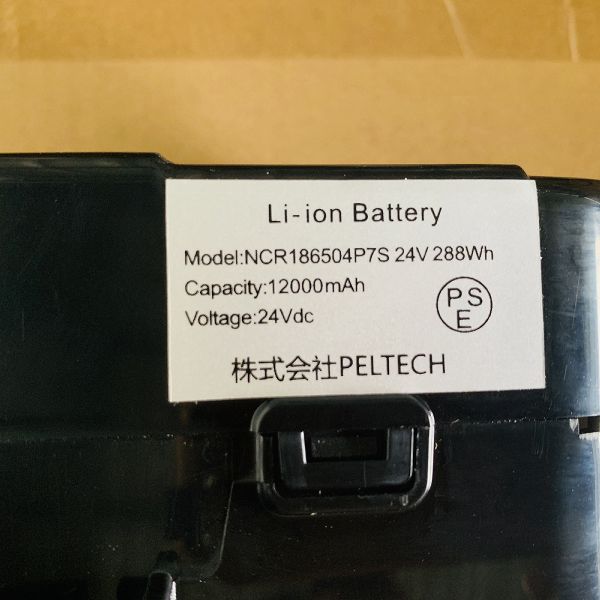 Li-ion Battery
Model:NCR186504P7S 24V 288Wh
Capacity:12000mAh
Voltage:24Vdc
PS
E
株式会社PELTECH